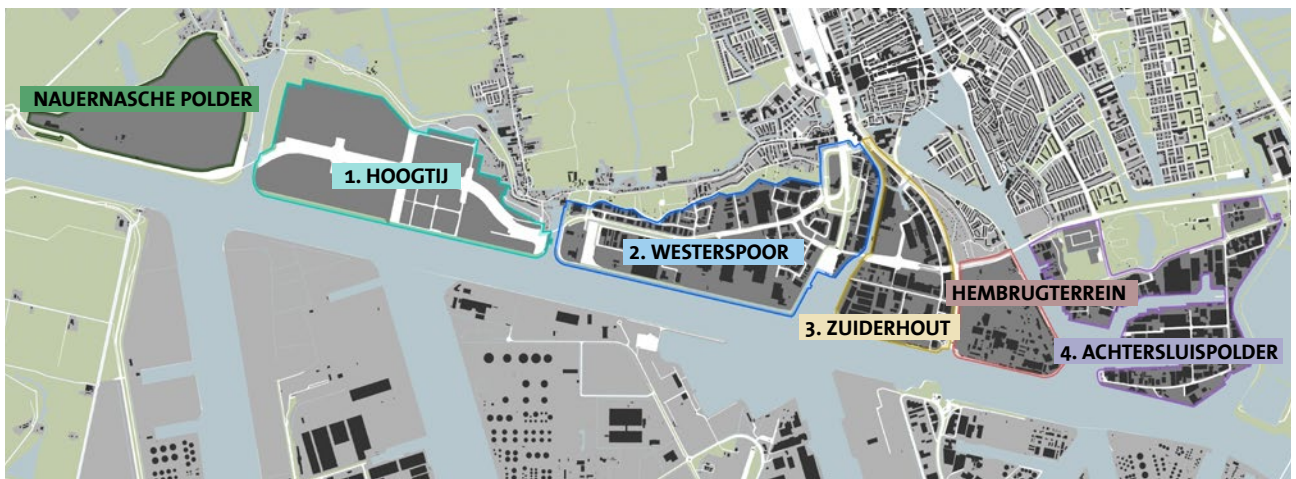 NAUERNASCHE POLDER
1. HOOGTIJ
2. WESTERSPOOR
HEMBRUGTERREIN
3. ZUIDERHOUT
4. ACHTERSLUISPOLDER